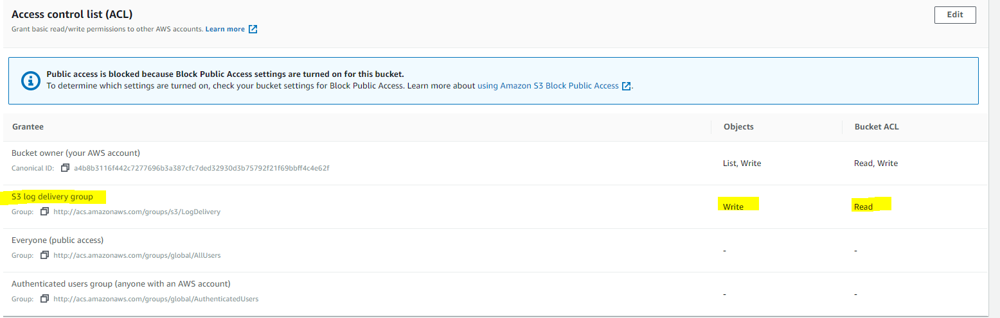 Access control list (ACL)
Edit
Grant basic read/write permissions to other AWS accounts. Learn more
Public access is blocked because Block Public Access settings are turned on for this bucket.
To determine which settings are turned on, check your bucket settings for Block Public Access. Learn more about using Amazon S3 Block Public Access.
Grantee Objects Bucket ACL
Bucket owner (your AWS account)
List, Write Read, Write
Canonical ID: a4b8b3116f442c7277696b3a387cfc7ded32930d3b75792f21f69bbff4c4e62f
S3 log delivery group
Write Read
Group: http://acs.amazonaws.com/groups/s3/LogDelivery
Everyone (public access)
- -
Group: http://acs.amazonaws.com/groups/global/AllUsers
Authenticated users group (anyone with an AWS account)
- -
Group: http://acs.amazonaws.com/groups/global/AuthenticatedUsers